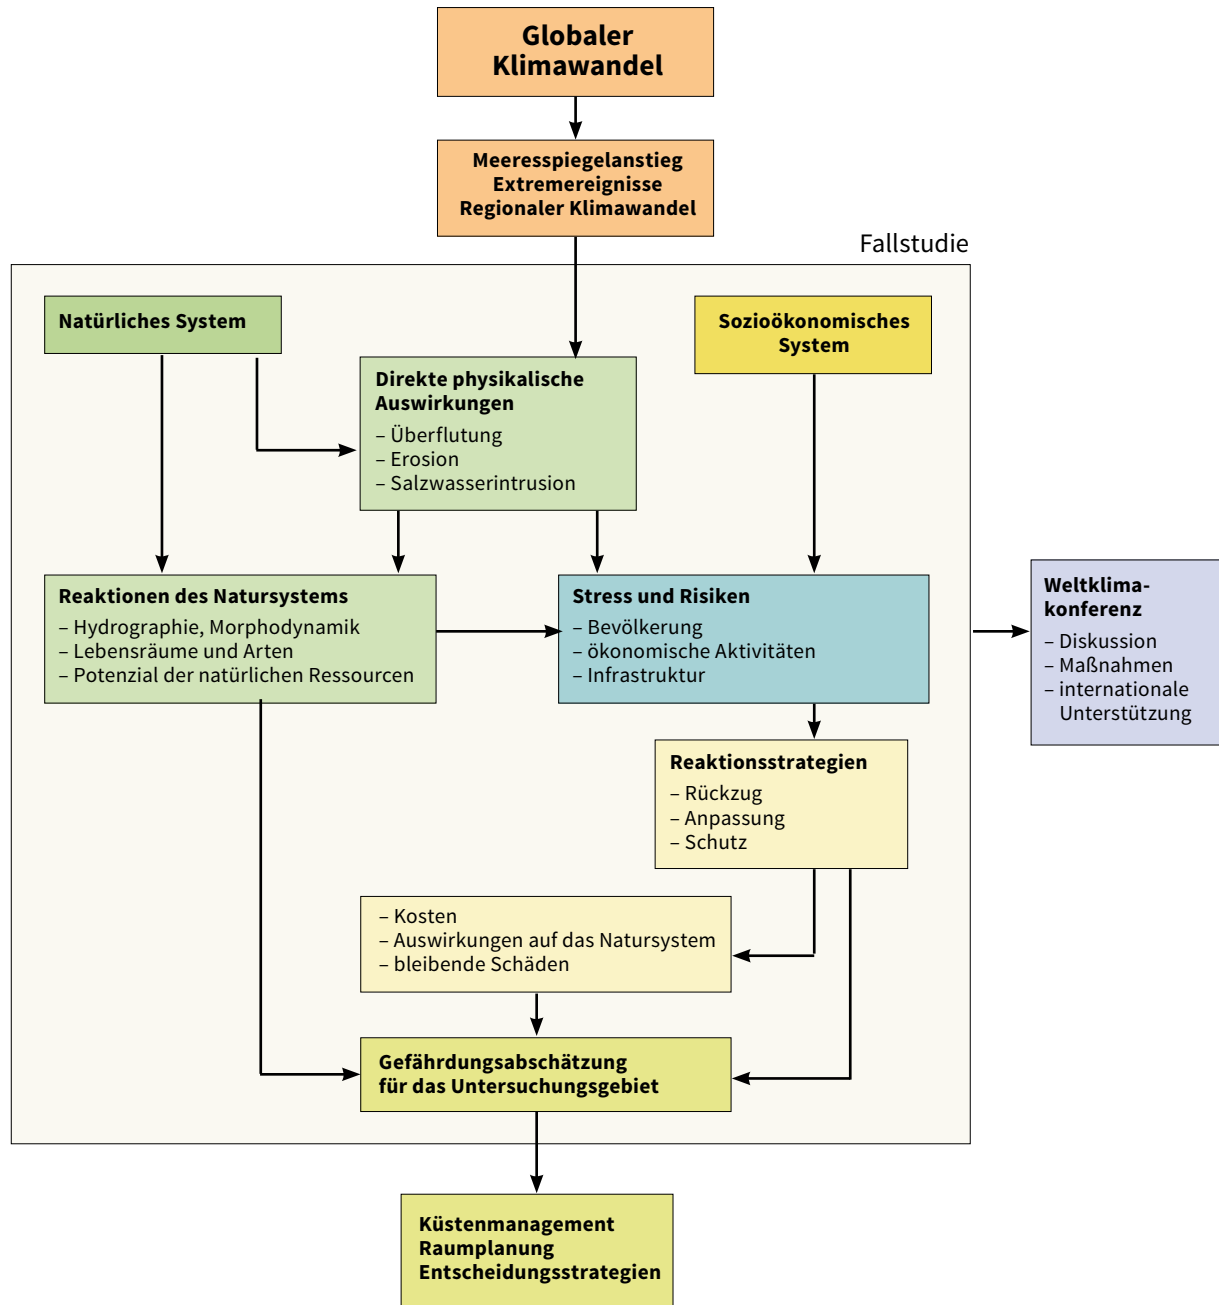 Globaler
Klimawandel
Meeresspiegelanstieg
Extremereignisse
Regionaler Klimawandel
Fallstudie
Natürliches System
Sozioökonomisches
System
Direkte physikalische
Auswirkungen
– Überflutung
– Erosion
– Salzwasserintrusion
Reaktionen des Natursystems
– Hydrographie, Morphodynamik
– Lebensräume und Arten
– Potenzial der natürlichen Ressourcen
Stress und Risiken
– Bevölkerung
– ökonomische Aktivitäten
– Infrastruktur
Weltklima-
konferenz
– Diskussion
– Maßnahmen
– internationale
Unterstützung
Reaktionsstrategien
– Rückzug
– Anpassung
– Schutz
– Kosten
– Auswirkungen auf das Natursystem
– bleibende Schäden
Gefährdungsabschätzung
für das Untersuchungsgebiet
Küstenmanagement
Raumplanung
Entscheidungsstrategien